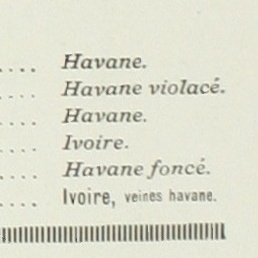 .... Havane.
.... Havane violacé.
.... Havane.
.... Ivoire.
.... Havane foncé.
.... Ivoire, veines havane.